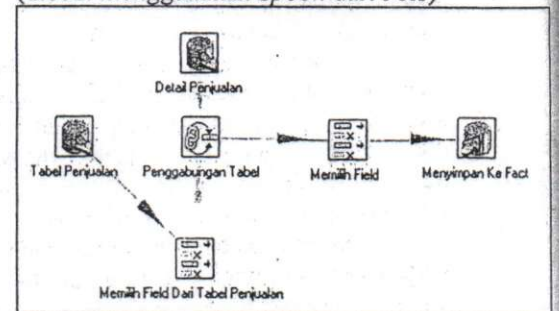 Detail Penjualan
Tabel Penjualan
Penggabungan Tabel
Memilih Field
Menyimpan Ke Fact
Memilih Field Dari Tabel Penjualan